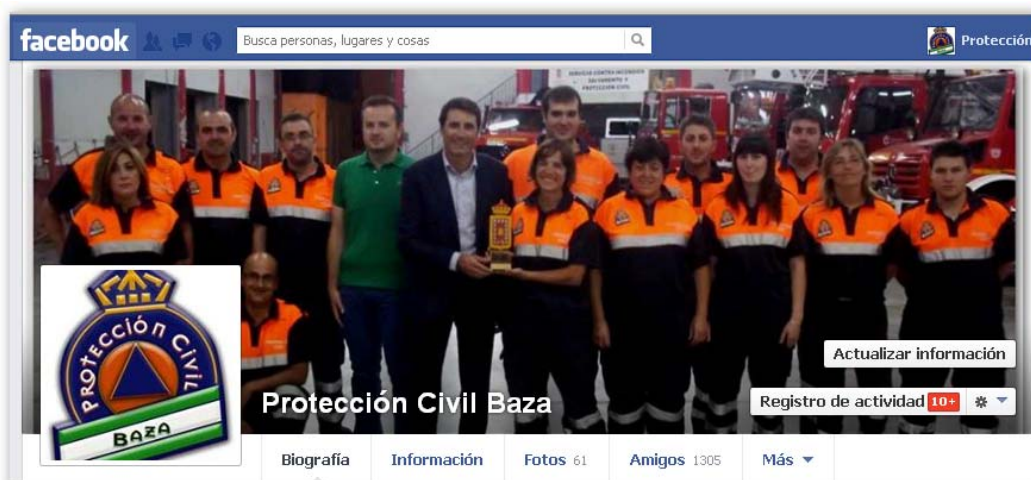 facebook
Busca personas, lugares y cosas
Protección
SERVICIO CONTRA INCENDIOS
SALVAMENTO Y
PROTECCIÓN CIVIL
PROTECCIÓN CIVIL
BAZA
Protección Civil Baza
Actualizar información
Registro de actividad 10+
Biografía Información Fotos 61 Amigos 1305 Más